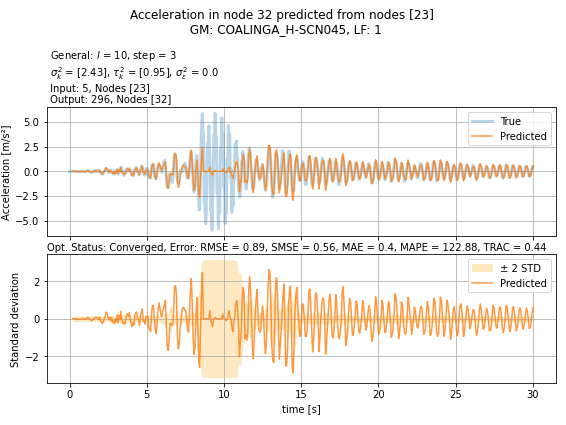 Acceleration in node 32 predicted from nodes [23]
GM: COALINGA_H-SCN045, LF: 1
General: l = 10, step = 3
σ²ₖ = [2.43], τ²ₖ = [0.95], σ²ε = 0.0
Input: 5, Nodes [23]
Output: 296, Nodes [32]
Acceleration [m/s²]
5.0
2.5
0.0
−2.5
−5.0
True
Predicted
Opt. Status: Converged, Error: RMSE = 0.89, SMSE = 0.56, MAE = 0.4, MAPE = 122.88, TRAC = 0.44
Standard deviation
2
0
−2
± 2 STD
Predicted
0 5 10 15 20 25 30
time [s]